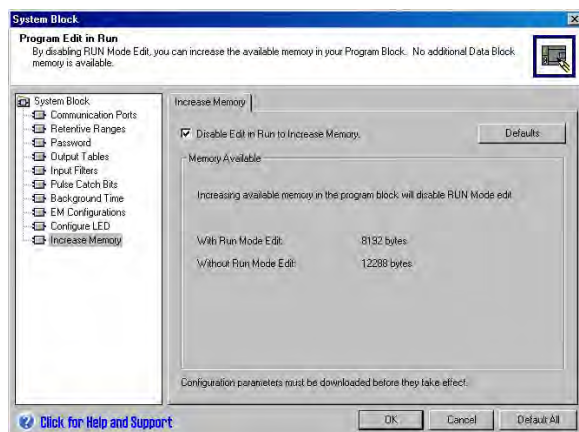 System Block
Program Edit in Run
By disabling RUN Mode Edit, you can increase the available memory in your Program Block. No additional Data Block
memory is available.
System Block
Communication Ports
Retentive Ranges
Password
Output Tables
Input Filters
Pulse Catch Bits
Background Time
EM Configurations
Configure LED
Increase Memory
Increase Memory
Disable Edit in Run to Increase Memory.
Defaults
Memory Available
Increasing available memory in the program block will disable RUN Mode edit
With Run Mode Edit: 8192 bytes
Without Run Mode Edit: 12288 bytes
Configuration parameters must be downloaded before they take effect.
Click for Help and Support
OK
Cancel
Default All